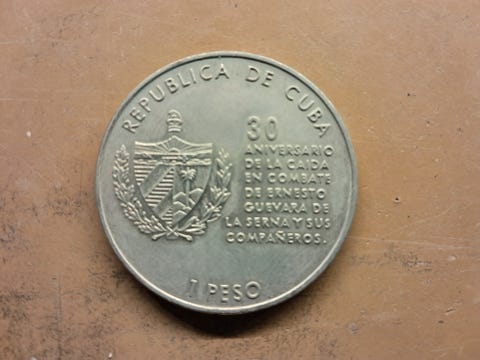 REPUBLICA DE CUBA
30
ANIVERSARIO
DE LA CAIDA
EN COMBATE
DE ERNESTO
GUEVARA DE
LA SERNA Y SUS
COMPAÑEROS.
1 PESO